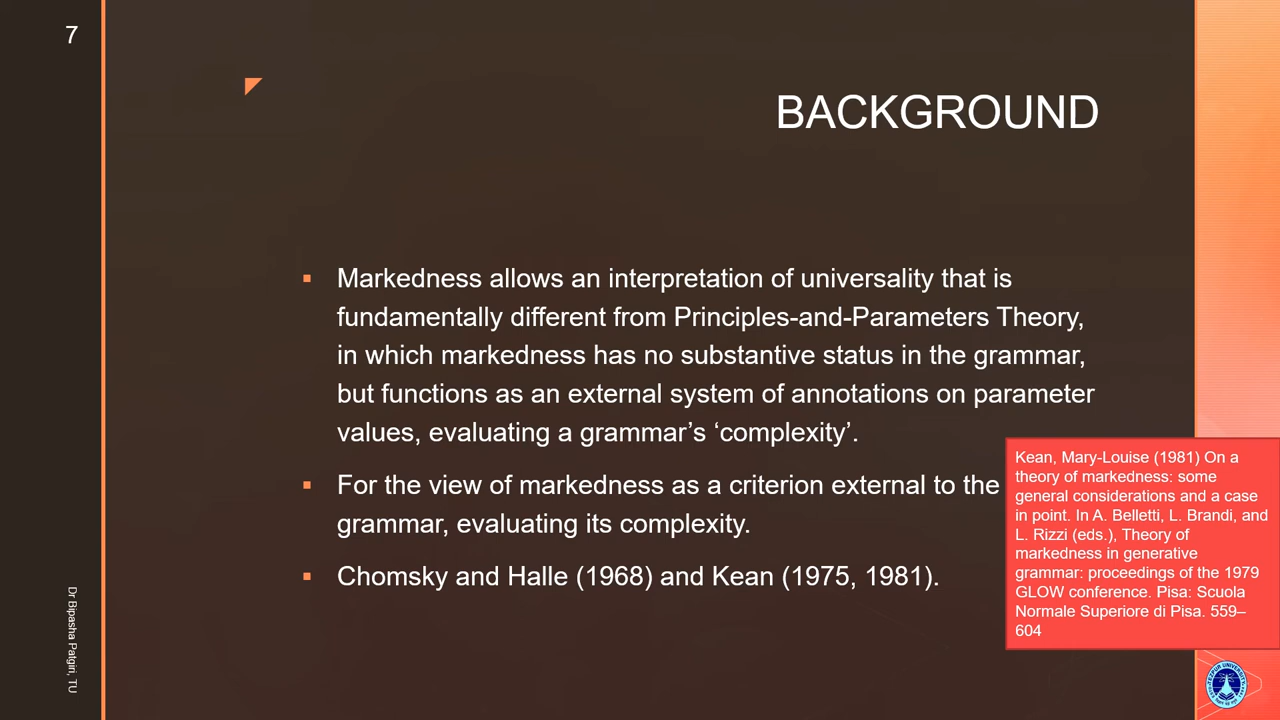 7
BACKGROUND
Markedness allows an interpretation of universality that is
fundamentally different from Principles-and-Parameters Theory,
in which markedness has no substantive status in the grammar,
but functions as an external system of annotations on parameter
values, evaluating a grammar’s ‘complexity’.
For the view of markedness as a criterion external to the
grammar, evaluating its complexity.
Chomsky and Halle (1968) and Kean (1975, 1981).
Kean, Mary-Louise (1981) On a
theory of markedness: some
general considerations and a case
in point. In A. Belletti, L. Brandi, and
L. Rizzi (eds.), Theory of
markedness in generative
grammar: proceedings of the 1979
GLOW conference. Pisa: Scuola
Normale Superiore di Pisa. 559–
604
Dr Bipasha Patgiri, TU